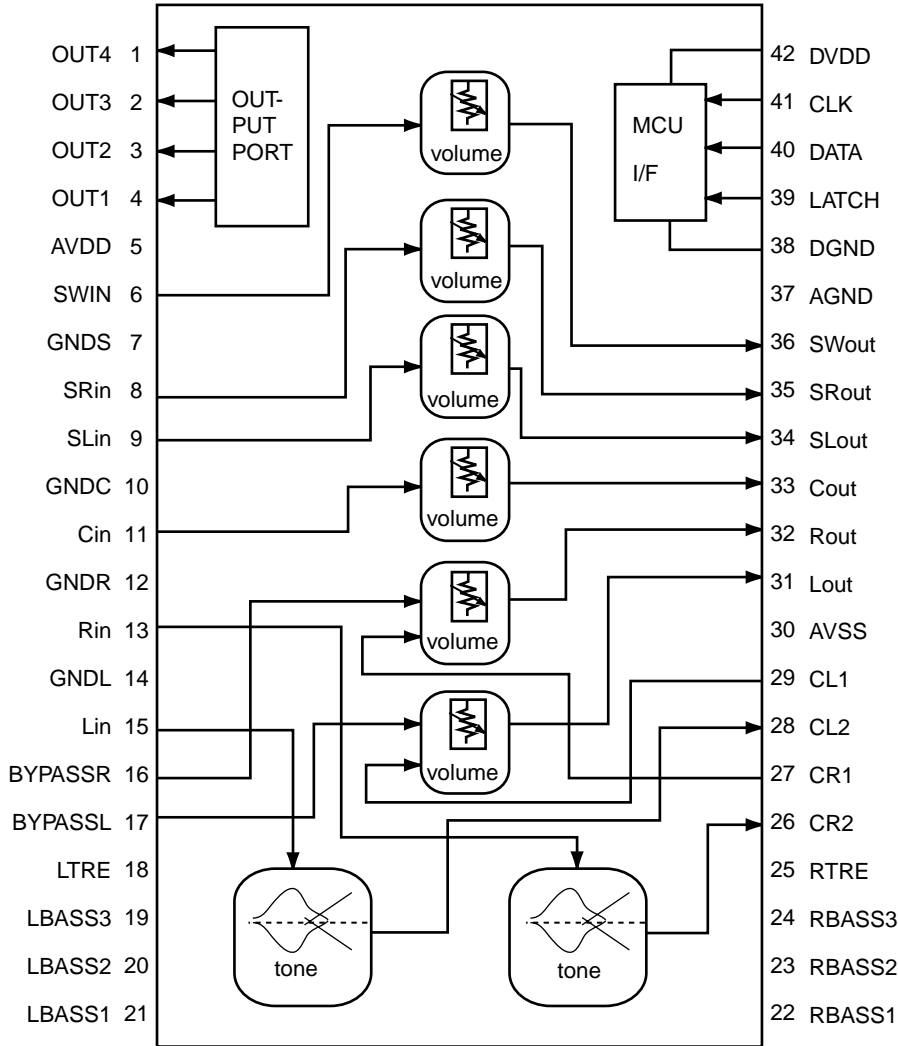 OUT4 1
OUT3 2
OUT2 3
OUT1 4
AVDD 5
SWIN 6
GNDS 7
SRin 8
SLin 9
GNDC 10
Cin 11
GNDR 12
Rin 13
GNDL 14
Lin 15
BYPASSR 16
BYPASSL 17
LTRE 18
LBASS3 19
LBASS2 20
LBASS1 21
OUT-
PUT
PORT
volume
volume
volume
volume
volume
volume
tone
tone
MCU
I/F
42 DVDD
41 CLK
40 DATA
39 LATCH
38 DGND
37 AGND
36 SWout
35 SRout
34 SLout
33 Cout
32 Rout
31 Lout
30 AVSS
29 CL1
28 CL2
27 CR1
26 CR2
25 RTRE
24 RBASS3
23 RBASS2
22 RBASS1